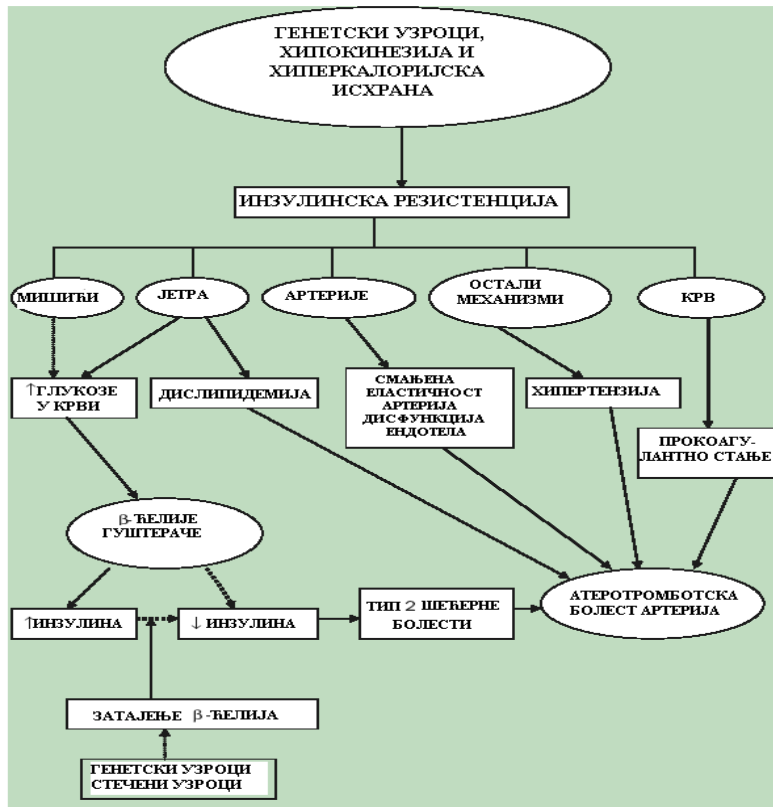 ГЕНЕТСКИ УЗРОЦИ,
ХИПОКИНЕЗИЈА И
ХИПЕРКАЛОРИЈСКА
ИСХРАНА
ИНЗУЛИНСКА РЕЗИСТЕНЦИЈА
МИШИЋИ
ЈЕТРА
АРТЕРИЈЕ
ОСТАЛИ
МЕХАНИЗМИ
КРВ
↑ГЛУКОЗЕ
У КРВИ
ДИСЛИПИДЕМИЈА
СМАЊЕНА
ЕЛАСТИЧНОСТ
АРТЕРИЈА
ДИСФУНКЦИЈА
ЕНДОТЕЛА
ХИПЕРТЕНЗИЈА
ПРОКОАГУ-
ЛАНТНО СТАЊЕ
β-ЋЕЛИЈЕ
ГУШТЕРАЧЕ
↑ИНЗУЛИНА
↓ ИНЗУЛИНА
ТИП 2 ШЕЋЕРНЕ
БОЛЕСТИ
АТЕРОТРОМБОТСКА
БОЛЕСТ АРТЕРИЈА
ЗАТАЈЕЊЕ β-ЋЕЛИЈА
ГЕНЕТСКИ УЗРОЦИ
СТЕЧЕНИ УЗРОЦИ